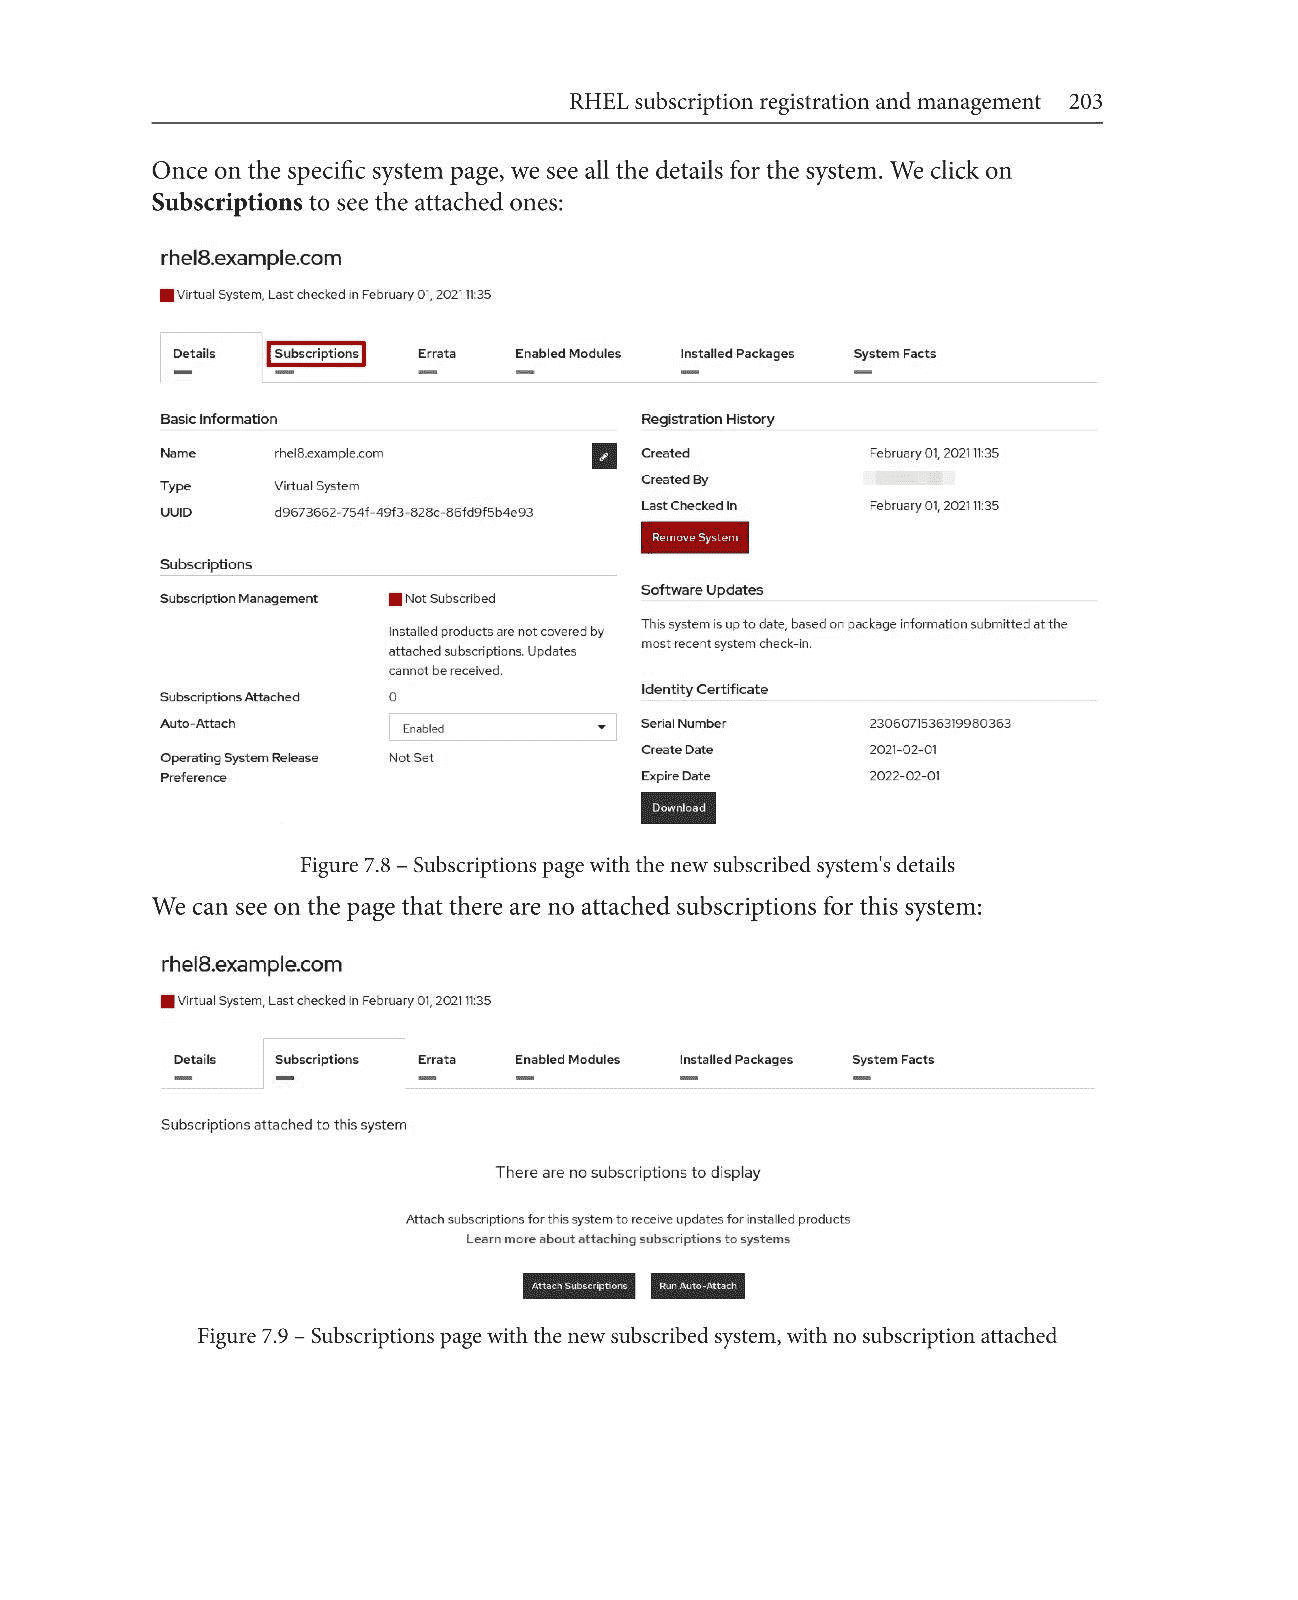 RHEL subscription registration and management 203
Once on the specific system page, we see all the details for the system. We click on
Subscriptions to see the attached ones:
rhel8.example.com
Virtual System, Last checked in February 01, 2021 11:35
Details Subscriptions Errata Enabled Modules Installed Packages System Facts
Basic Information
Name rhel8.example.com
Type Virtual System
UUID d9673662-754f-49f3-828c-86fd9f5b4e93
Subscriptions
Subscription Management Not Subscribed
Installed products are not covered by
attached subscriptions. Updates
cannot be received.
Subscriptions Attached 0
Auto-Attach Enabled
Operating System Release Not Set
Preference
Registration History
Created February 01, 2021 11:35
Created By
Last Checked In February 01, 2021 11:35
Remove System
Software Updates
This system is up to date, based on package information submitted at the
most recent system check-in.
Identity Certificate
Serial Number 2306071536319980363
Create Date 2021-02-01
Expire Date 2022-02-01
Download
Figure 7.8 – Subscriptions page with the new subscribed system's details
We can see on the page that there are no attached subscriptions for this system:
rhel8.example.com
Virtual System, Last checked in February 01, 2021 11:35
Details Subscriptions Errata Enabled Modules Installed Packages System Facts
Subscriptions attached to this system
There are no subscriptions to display
Attach subscriptions for this system to receive updates for installed products
Learn more about attaching subscriptions to systems
Attach Subscriptions Run Auto-Attach
Figure 7.9 – Subscriptions page with the new subscribed system, with no subscription attached